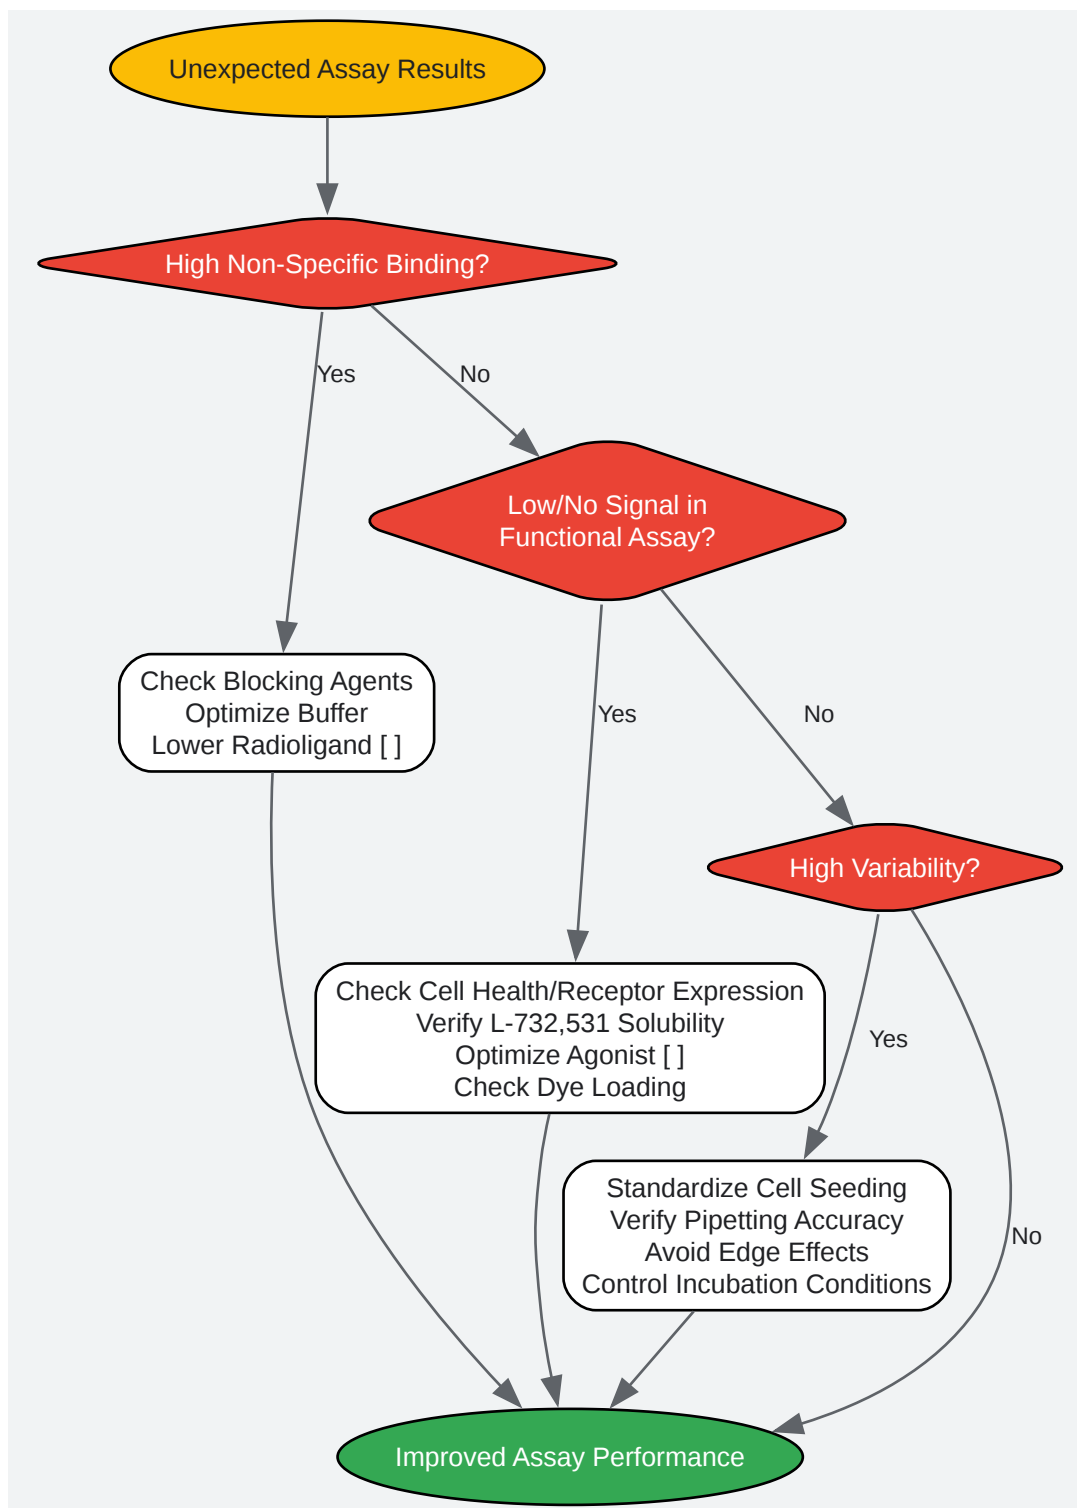 Unexpected Assay Results
High Non-Specific Binding?
Yes
No
Low/No Signal in
Functional Assay?
Check Blocking Agents
Optimize Buffer
Lower Radioligand [ ]
Yes
No
High Variability?
Check Cell Health/Receptor Expression
Verify L-732,531 Solubility
Optimize Agonist [ ]
Check Dye Loading
Yes
Standardize Cell Seeding
Verify Pipetting Accuracy
Avoid Edge Effects
Control Incubation Conditions
No
Improved Assay Performance